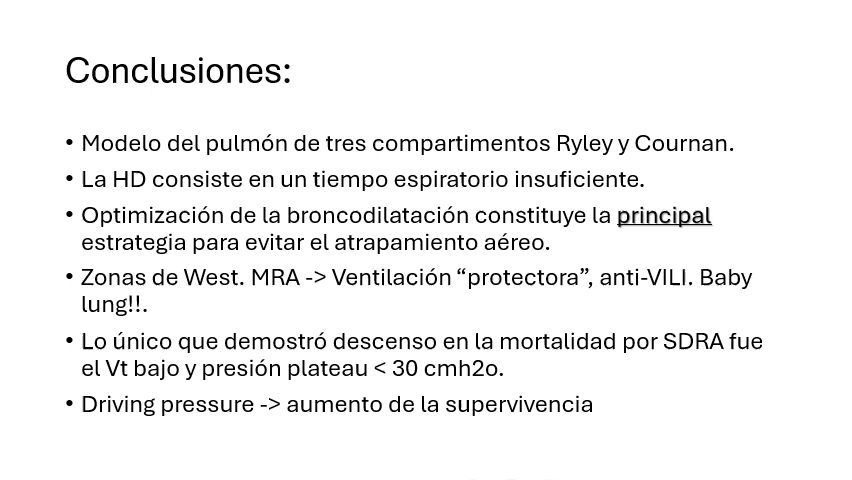 Conclusiones:
• Modelo del pulmón de tres compartimentos Ryley y Cournan.
• La HD consiste en un tiempo espiratorio insuficiente.
• Optimización de la broncodilatación constituye la principal
estrategia para evitar el atrapamiento aéreo.
• Zonas de West. MRA -> Ventilación “protectora”, anti-VILI. Baby
lung!!.
• Lo único que demostró descenso en la mortalidad por SDRA fue
el Vt bajo y presión plateau < 30 cmh2o.
• Driving pressure -> aumento de la supervivencia